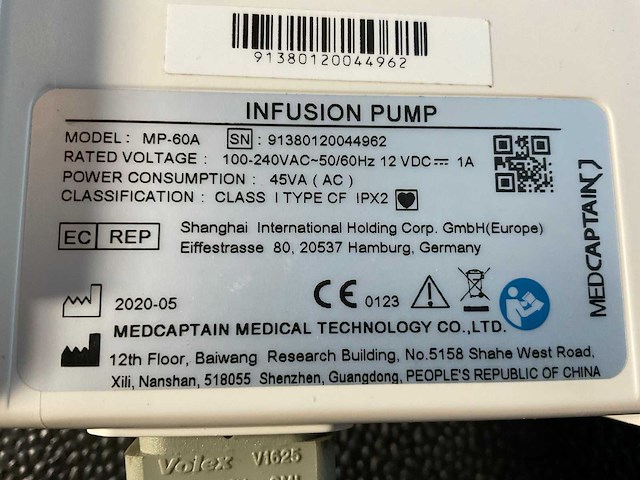 91380120044962
INFUSION PUMP
MODEL: MP-60A SN: 91380120044962
RATED VOLTAGE: 100-240VAC~50/60Hz 12 VDC⎓ 1A
POWER CONSUMPTION: 45VA (AC)
CLASSIFICATION: CLASS I TYPE CF IPX2
MEDCAPTAIN
EC REP
Shanghai International Holding Corp. GmbH(Europe)
Eiffestrasse 80, 20537 Hamburg, Germany
2020-05
CE 0123
MEDCAPTAIN MEDICAL TECHNOLOGY CO.,LTD.
12th Floor, Baiwang Research Building, No.5158 Shahe West Road,
Xili, Nanshan, 518055 Shenzhen, Guangdong, PEOPLE'S REPUBLIC OF CHINA
Volex V1625